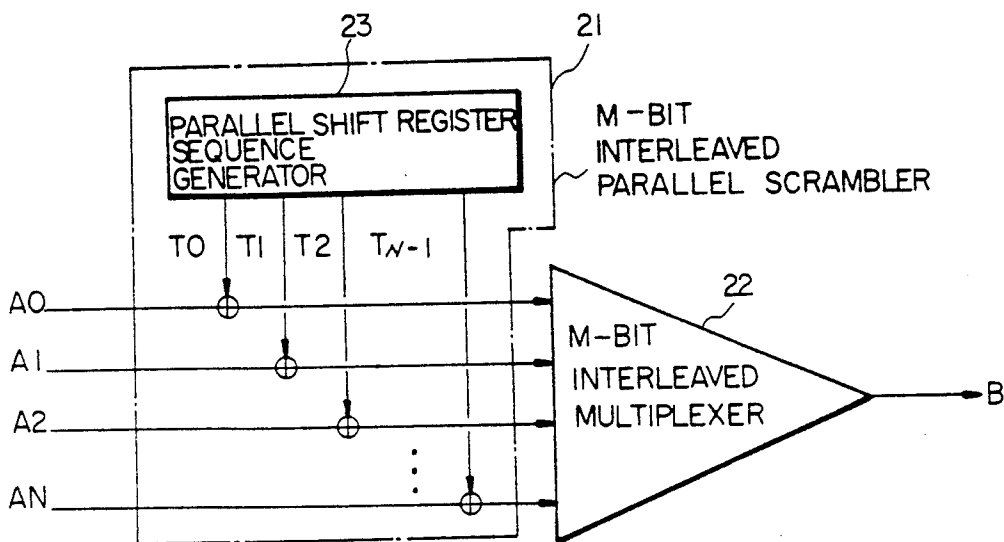 23
21
PARALLEL SHIFT REGISTER
SEQUENCE
GENERATOR
M-BIT
INTERLEAVED
PARALLEL SCRAMBLER
T0 T1 T2 TN-1
A0
A1
A2
AN
22
M-BIT
INTERLEAVED
MULTIPLEXER
B